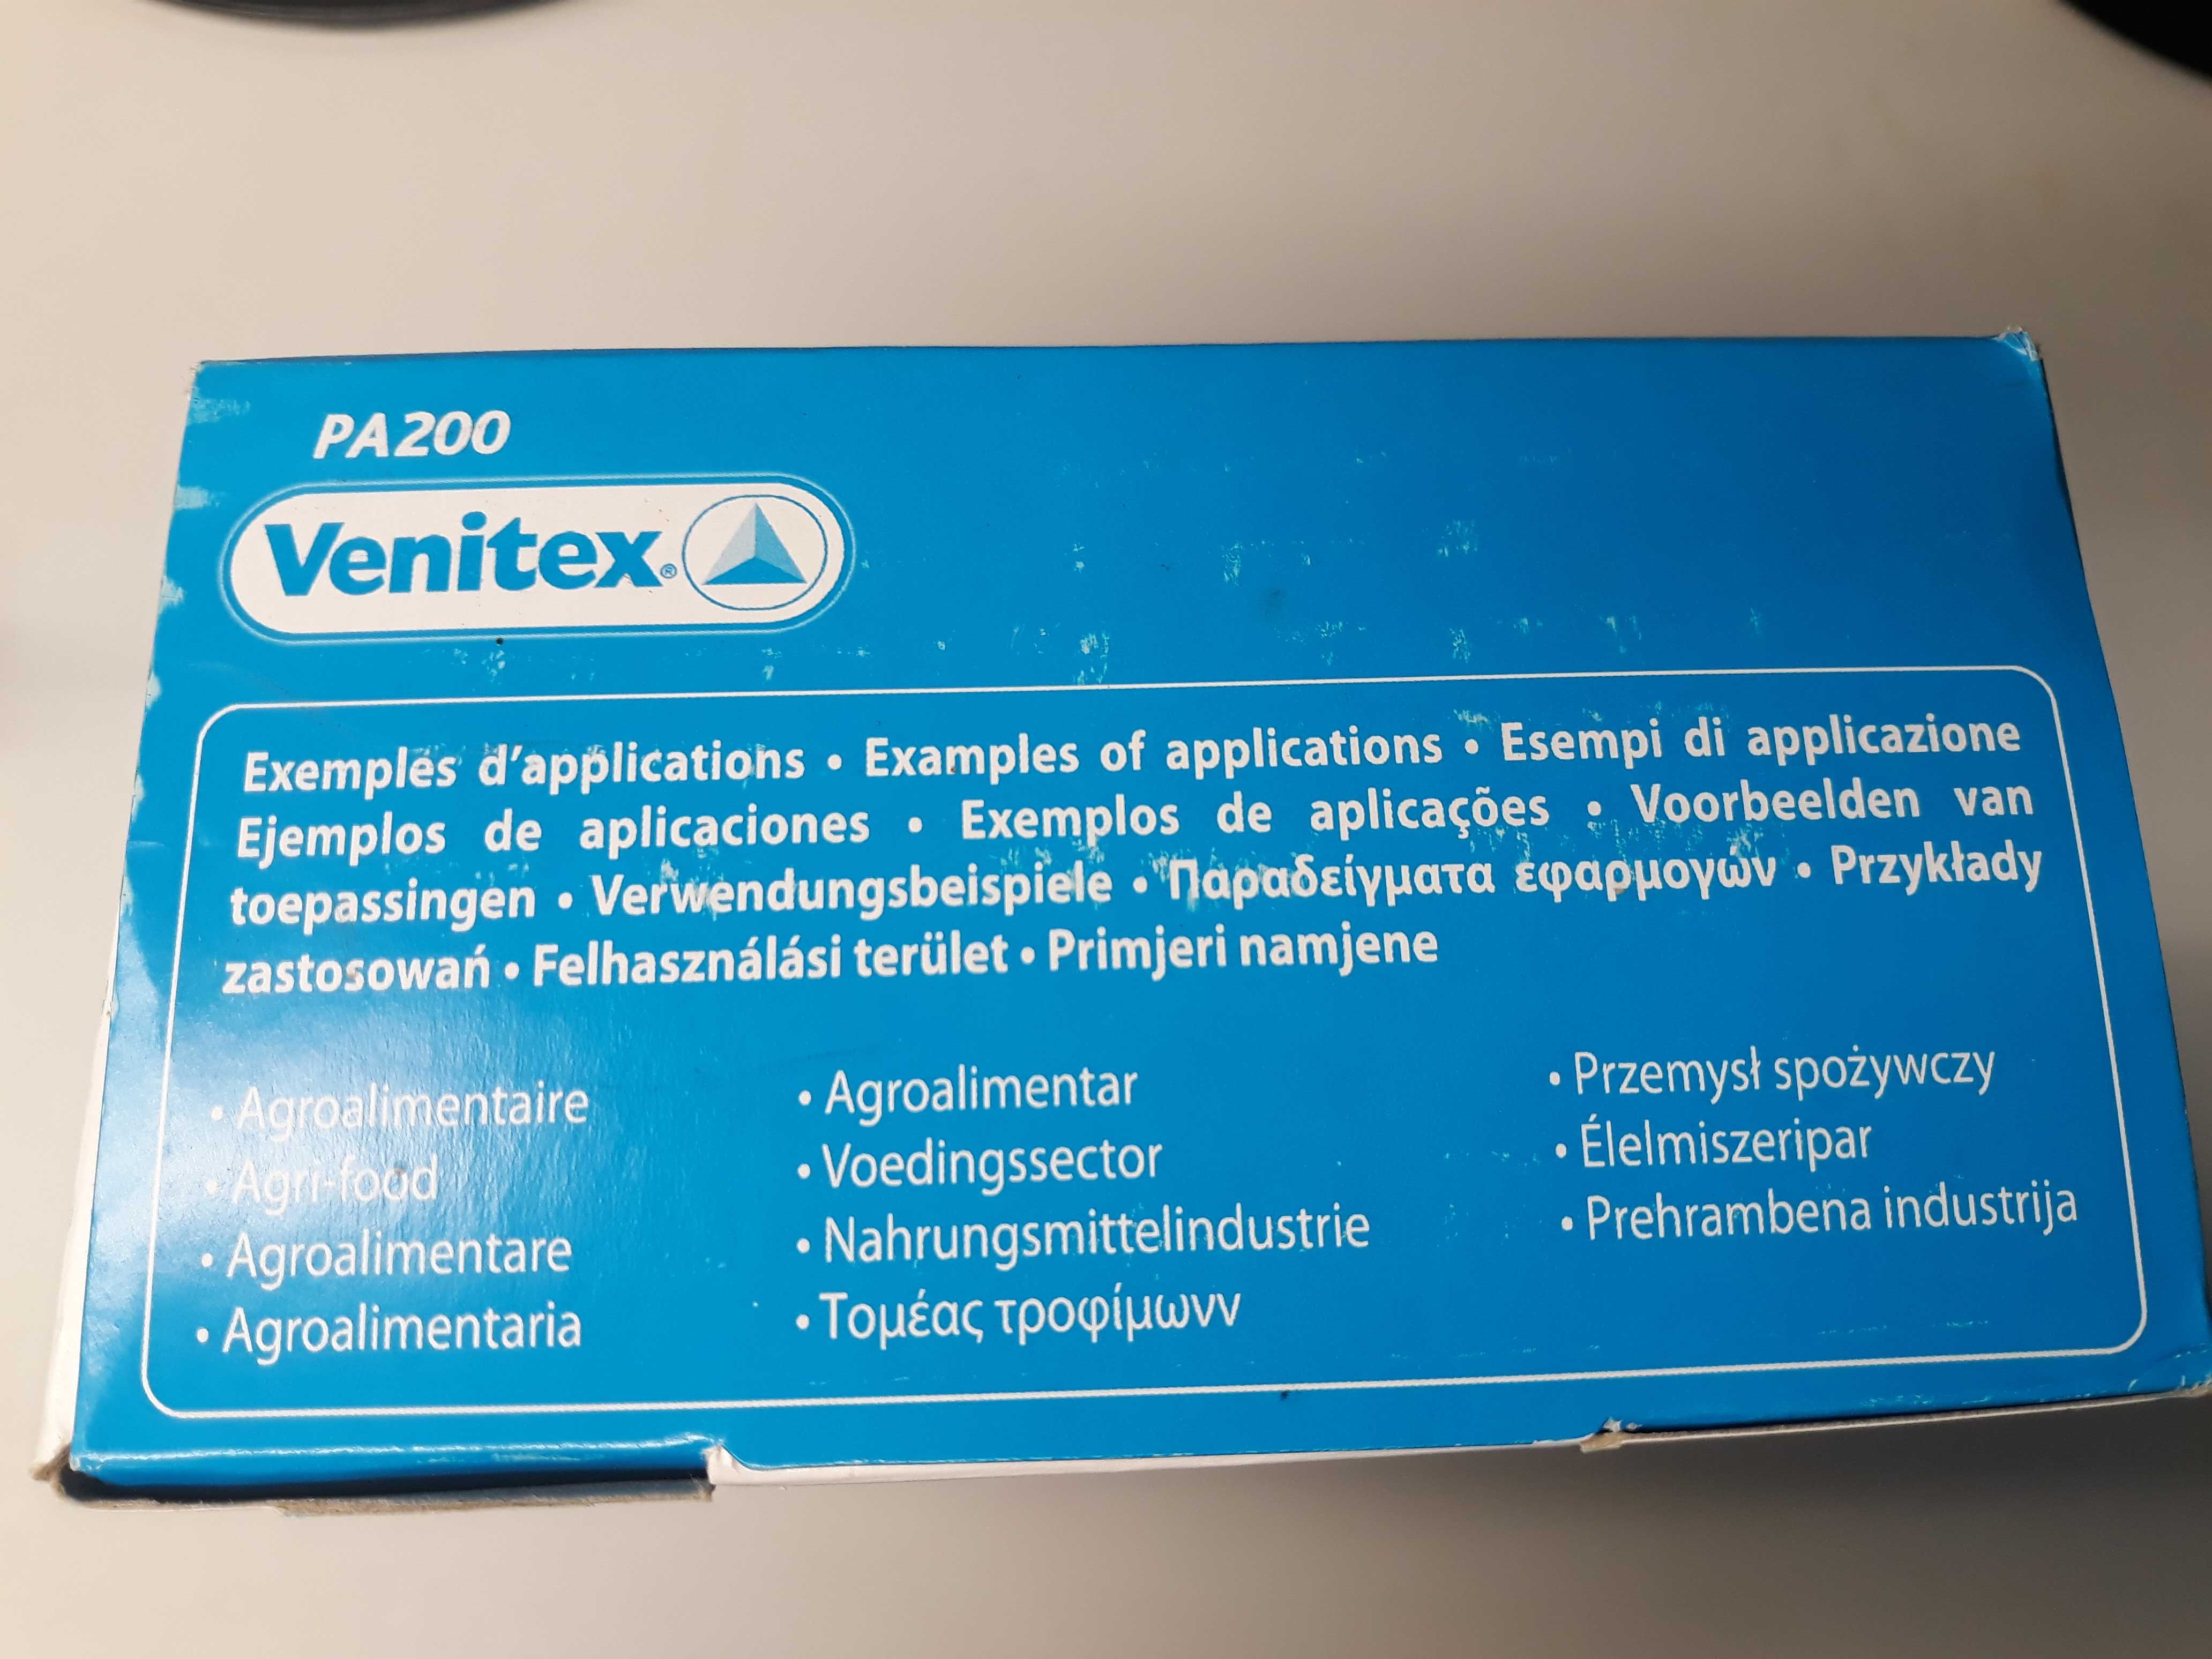 PA200
Venitex®
Exemples d'applications • Examples of applications • Esempi di applicazione
Ejemplos de aplicaciones • Exemplos de aplicações • Voorbeelden van
toepassingen • Verwendungsbeispiele • Παραδείγματα εφαρμογών • Przykłady
zastosowań • Felhasználási terület • Primjeri namjene
• Agroalimentaire
• Agri-food
• Agroalimentare
• Agroalimentaria
• Agroalimentar
• Voedingssector
• Nahrungsmittelindustrie
• Τομέας τροφίμωνν
• Przemysł spożywczy
• Élelmiszeripar
• Prehrambena industrija